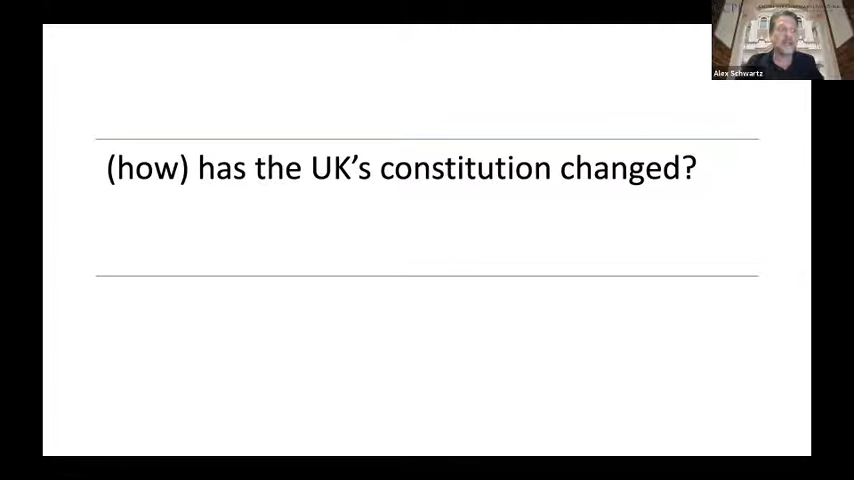 (how) has the UK's constitution changed?
Alex Schwartz